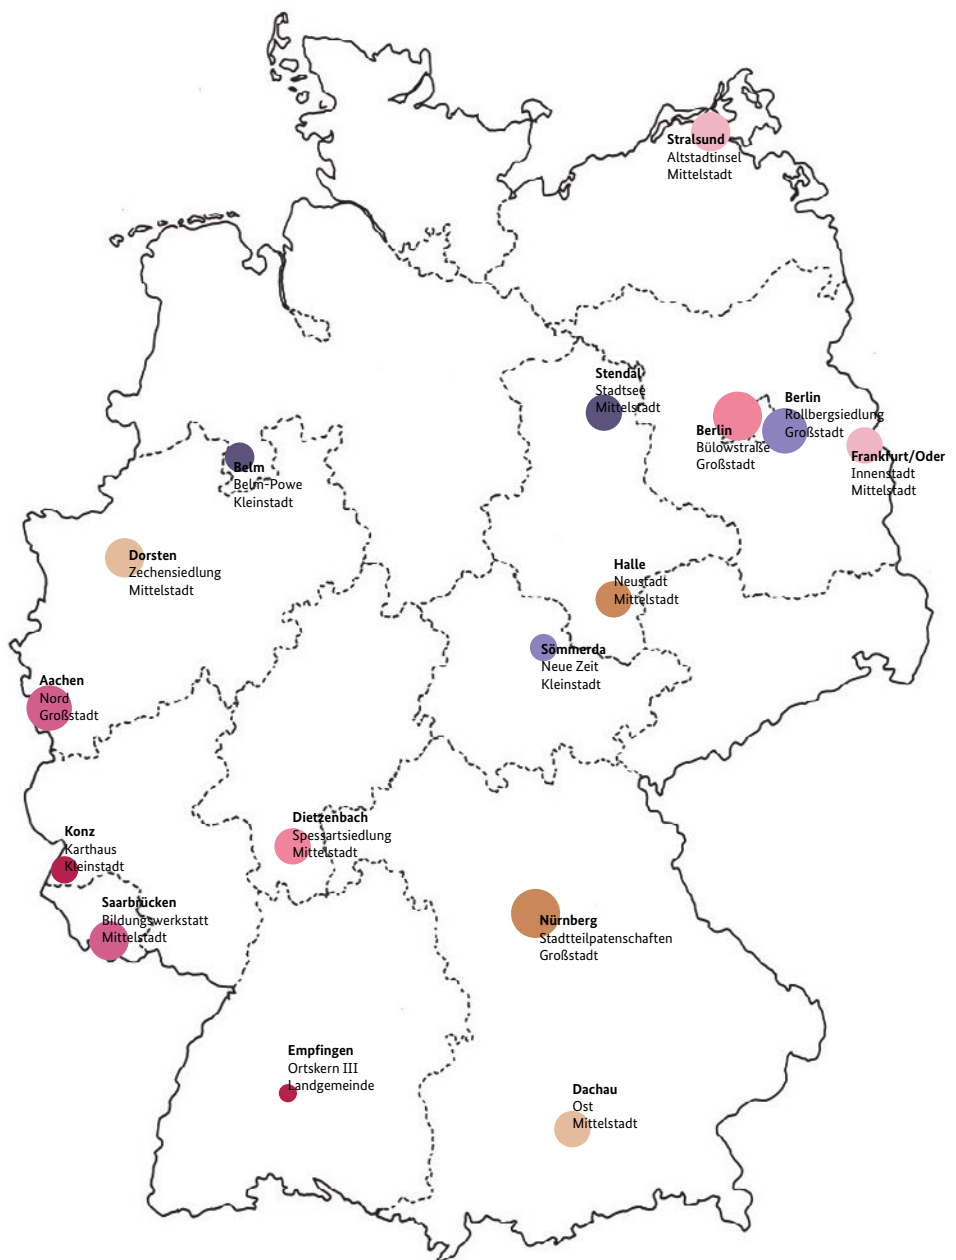 Stralsund
Altstadtinsel
Mittelstadt
Stendal
Stadtsee
Mittelstadt
Berlin
Rollbergsiedlung
Großstadt
Berlin
Bülowstraße
Großstadt
Frankfurt/Oder
Innenstadt
Mittelstadt
Belm
Belm-Powe
Kleinstadt
Dorsten
Zechensiedlung
Mittelstadt
Halle
Neustadt
Mittelstadt
Sömmerda
Neue Zeit
Kleinstadt
Aachen
Nord
Großstadt
Dietzenbach
Spessartsiedlung
Mittelstadt
Konz
Karthaus
Kleinstadt
Saarbrücken
Bildungswerkstatt
Mittelstadt
Nürnberg
Stadtteilpatenschaften
Großstadt
Empfingen
Ortskern III
Landgemeinde
Dachau
Ost
Mittelstadt